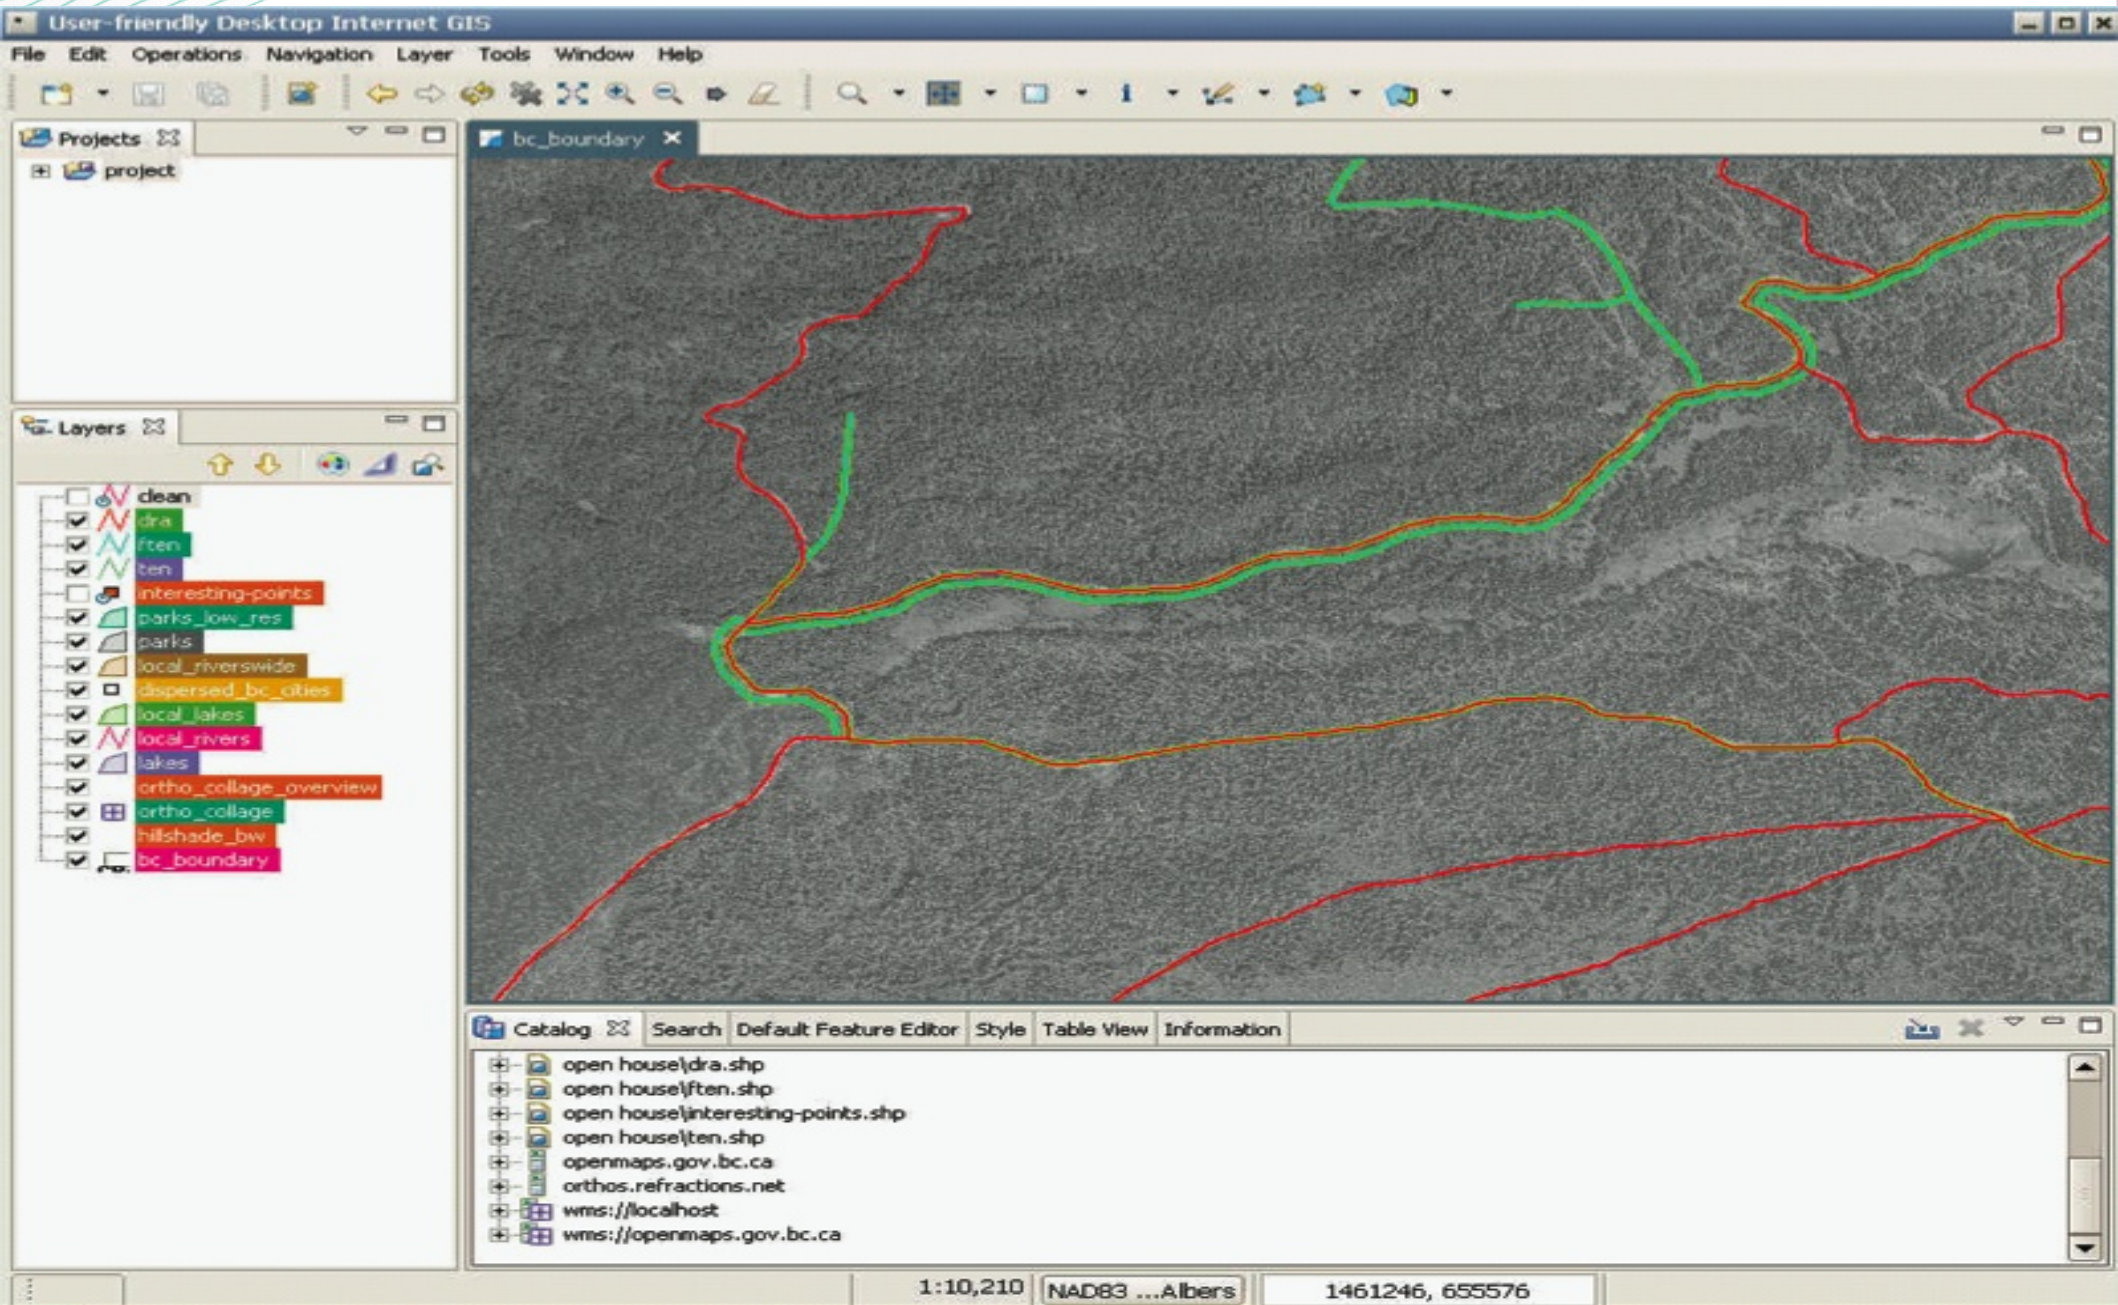 User-friendly Desktop Internet GIS
File Edit Operations Navigation Layer Tools Window Help
Projects
project
bc_boundary
Layers
clean
dra
ften
ten
interesting-points
parks_low_res
parks
local_riverswide
dispersed_bc_cities
local_lakes
local_rivers
lakes
ortho_collage_overview
ortho_collage
hillshade_bw
bc_boundary
Catalog Search Default Feature Editor Style Table View Information
open house\dra.shp
open house\ften.shp
open house\interesting-points.shp
open house\ten.shp
openmaps.gov.bc.ca
orthos.refractions.net
wms://localhost
wms://openmaps.gov.bc.ca
1:10,210 NAD83 ...Albers 1461246, 655576